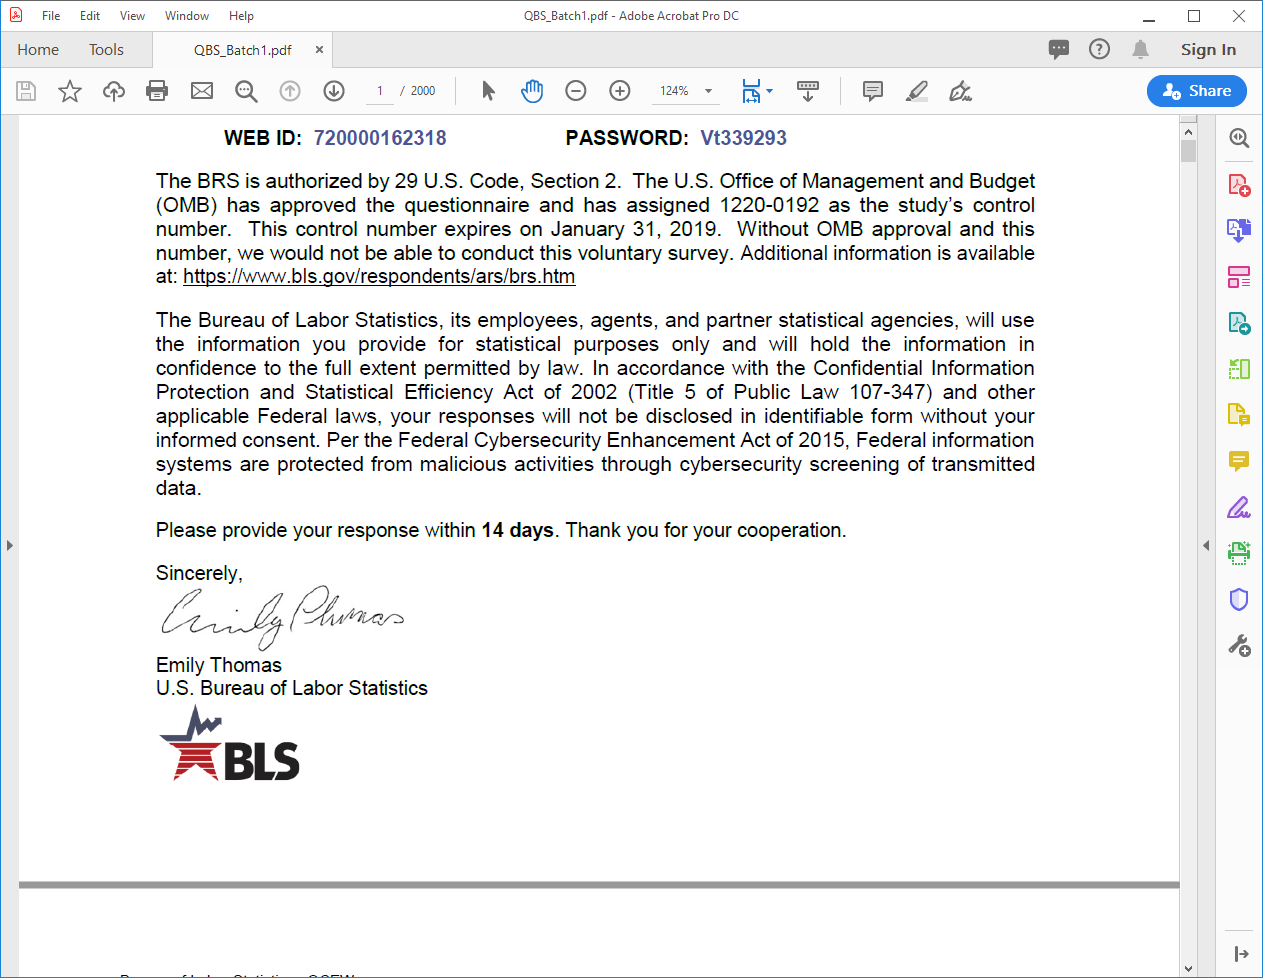 File Edit View Window Help QBS_Batch1.pdf - Adobe Acrobat Pro DC
Home Tools QBS_Batch1.pdf × Sign In
1 / 2000 124% Share
WEB ID: 720000162318 PASSWORD: Vt339293
The BRS is authorized by 29 U.S. Code, Section 2. The U.S. Office of Management and Budget
(OMB) has approved the questionnaire and has assigned 1220-0192 as the study's control
number. This control number expires on January 31, 2019. Without OMB approval and this
number, we would not be able to conduct this voluntary survey. Additional information is available
at: https://www.bls.gov/respondents/ars/brs.htm
The Bureau of Labor Statistics, its employees, agents, and partner statistical agencies, will use
the information you provide for statistical purposes only and will hold the information in
confidence to the full extent permitted by law. In accordance with the Confidential Information
Protection and Statistical Efficiency Act of 2002 (Title 5 of Public Law 107-347) and other
applicable Federal laws, your responses will not be disclosed in identifiable form without your
informed consent. Per the Federal Cybersecurity Enhancement Act of 2015, Federal information
systems are protected from malicious activities through cybersecurity screening of transmitted
data.
Please provide your response within 14 days. Thank you for your cooperation.
Sincerely,
Emily Thomas
Emily Thomas
U.S. Bureau of Labor Statistics
BLS